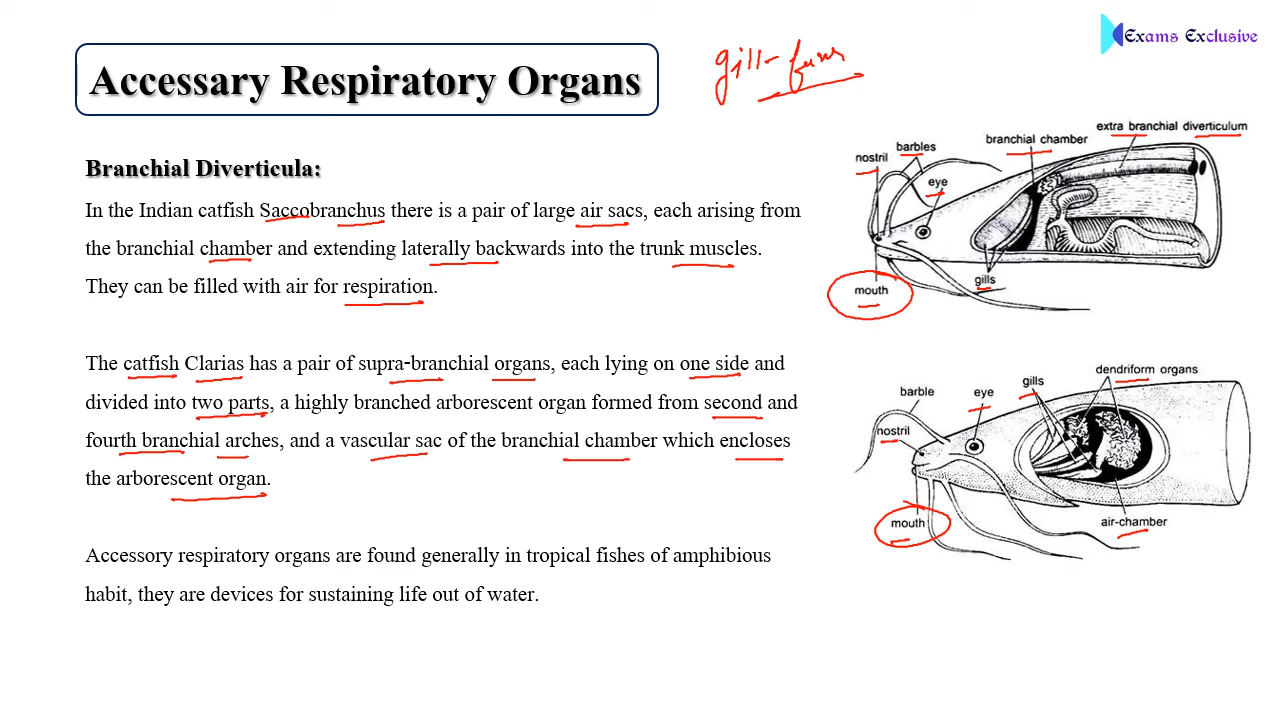 Exams Exclusive
Accessary Respiratory Organs
gill-
Branchial Diverticula:
In the Indian catfish Saccobranchus there is a pair of large air sacs, each arising from
the branchial chamber and extending laterally backwards into the trunk muscles.
They can be filled with air for respiration.
The catfish Clarias has a pair of supra-branchial organs, each lying on one side and
divided into two parts, a highly branched arborescent organ formed from second and
fourth branchial arches, and a vascular sac of the branchial chamber which encloses
the arborescent organ.
Accessory respiratory organs are found generally in tropical fishes of amphibious
habit, they are devices for sustaining life out of water.
extra branchial diverticulum
branchial chamber
barbles
nostril
eye
gills
mouth
dendriform organs
gills
eye
barble
nostril
mouth
air-chamber